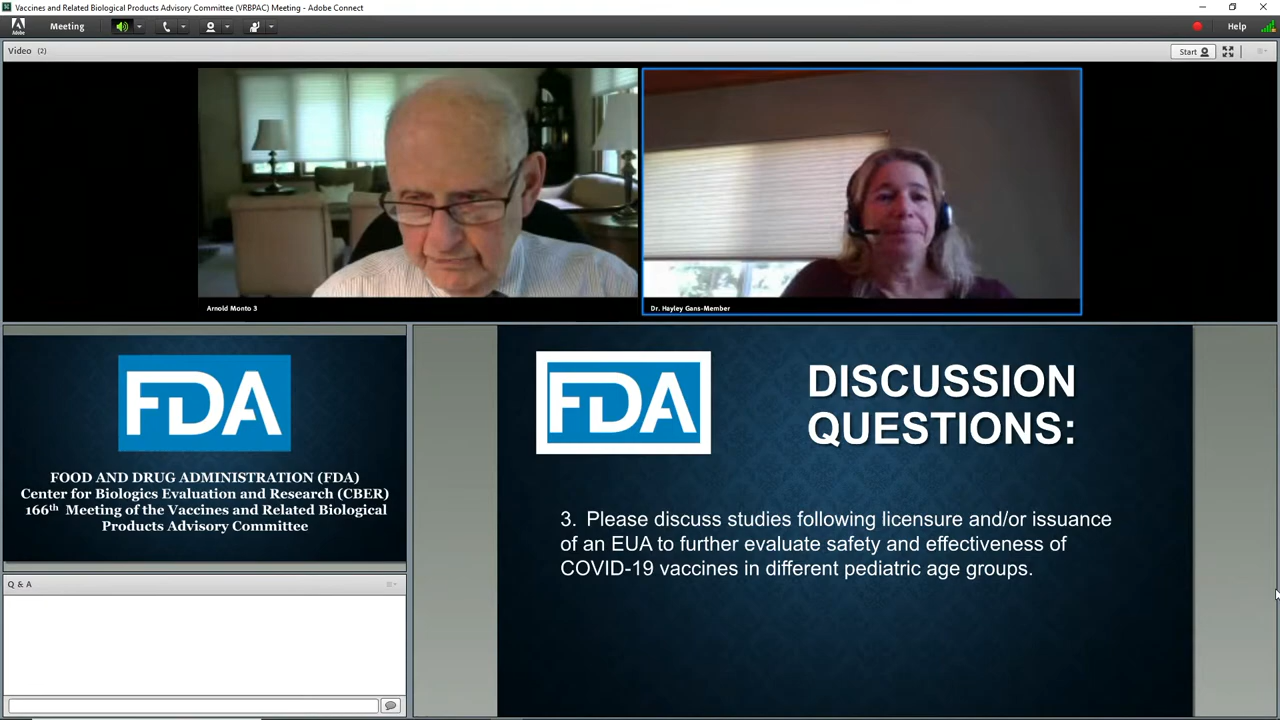 Vaccines and Related Biological Products Advisory Committee (VRBPAC) Meeting - Adobe Connect
Adobe
Meeting
Help
Video (2)
Start
Arnold Monto 3
Dr. Hayley Gans-Member
FDA
FOOD AND DRUG ADMINISTRATION (FDA)
Center for Biologics Evaluation and Research (CBER)
166th Meeting of the Vaccines and Related Biological
Products Advisory Committee
Q & A
FDA
DISCUSSION
QUESTIONS:
3. Please discuss studies following licensure and/or issuance
of an EUA to further evaluate safety and effectiveness of
COVID-19 vaccines in different pediatric age groups.